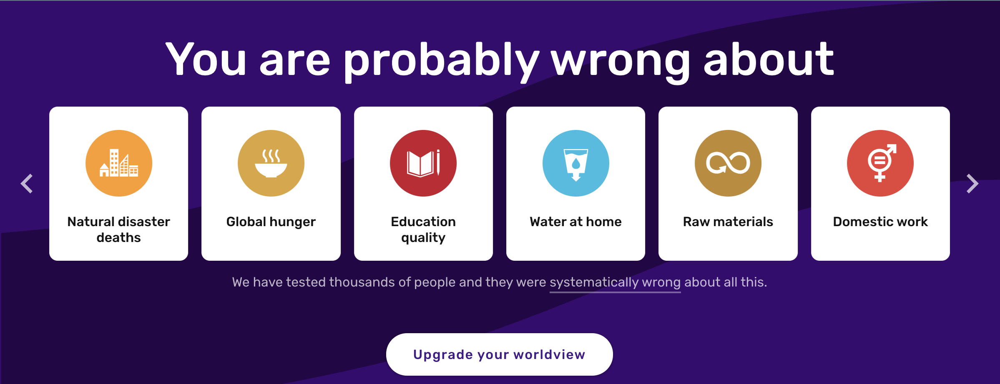 You are probably wrong about
Natural disaster
deaths
Global hunger
Education
quality
Water at home
Raw materials
Domestic work
We have tested thousands of people and they were systematically wrong about all this.
Upgrade your worldview